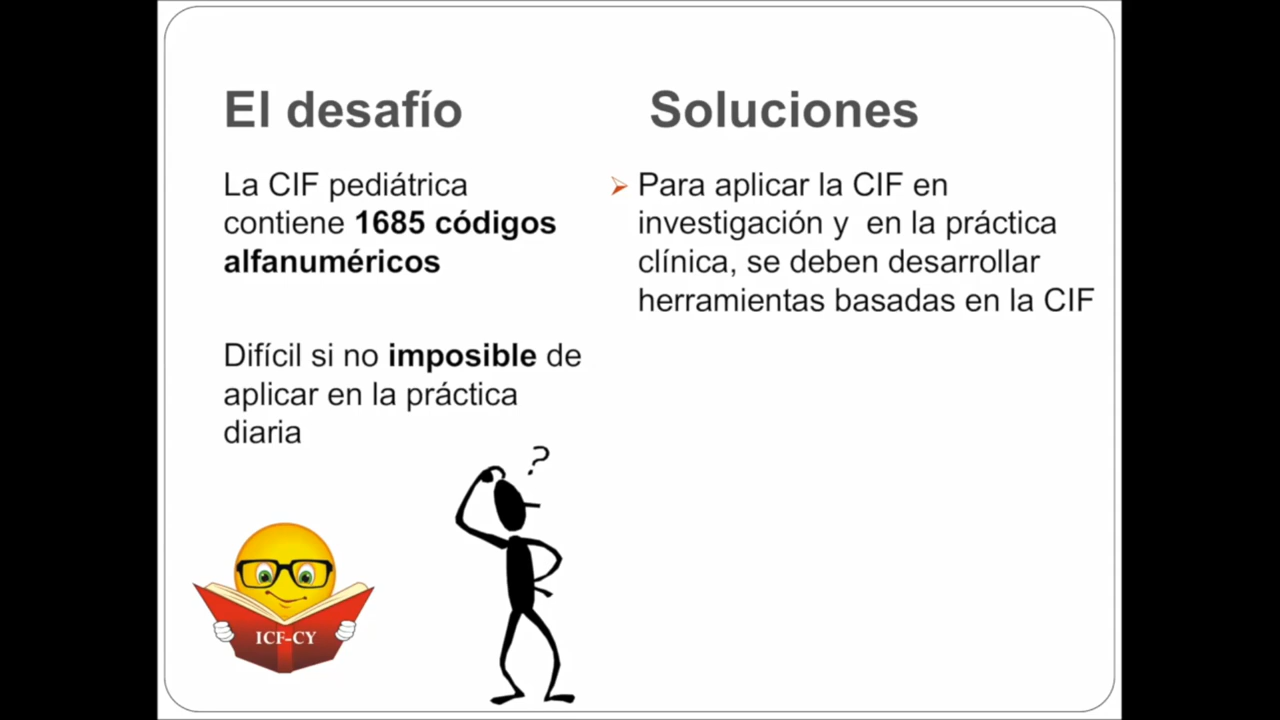 El desafío
La CIF pediátrica
contiene 1685 códigos
alfanuméricos
Difícil si no imposible de
aplicar en la práctica
diaria
Soluciones
Para aplicar la CIF en
investigación y en la práctica
clínica, se deben desarrollar
herramientas basadas en la CIF
?
ICF-CY